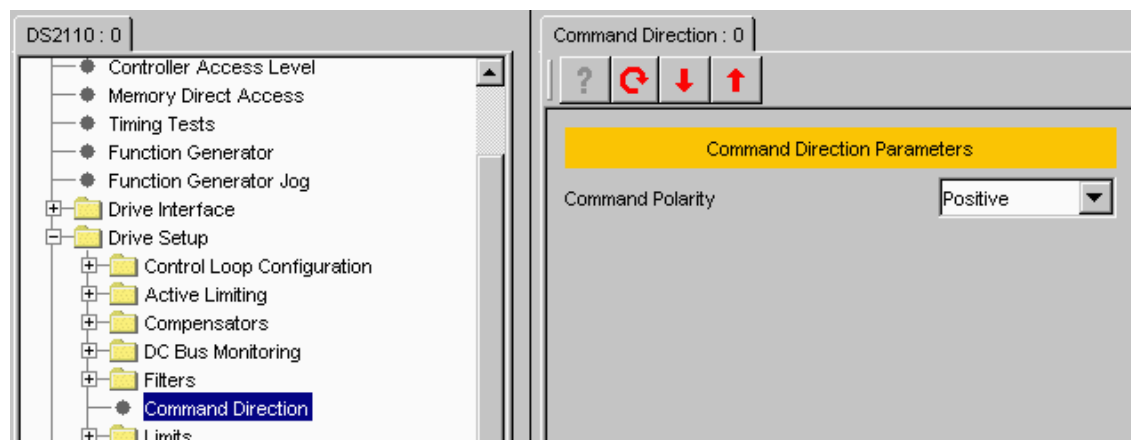 DS2110 : 0
Controller Access Level
Memory Direct Access
Timing Tests
Function Generator
Function Generator Jog
Drive Interface
Drive Setup
Control Loop Configuration
Active Limiting
Compensators
DC Bus Monitoring
Filters
Command Direction
Limits
Command Direction : 0
?
Command Direction Parameters
Command Polarity
Positive